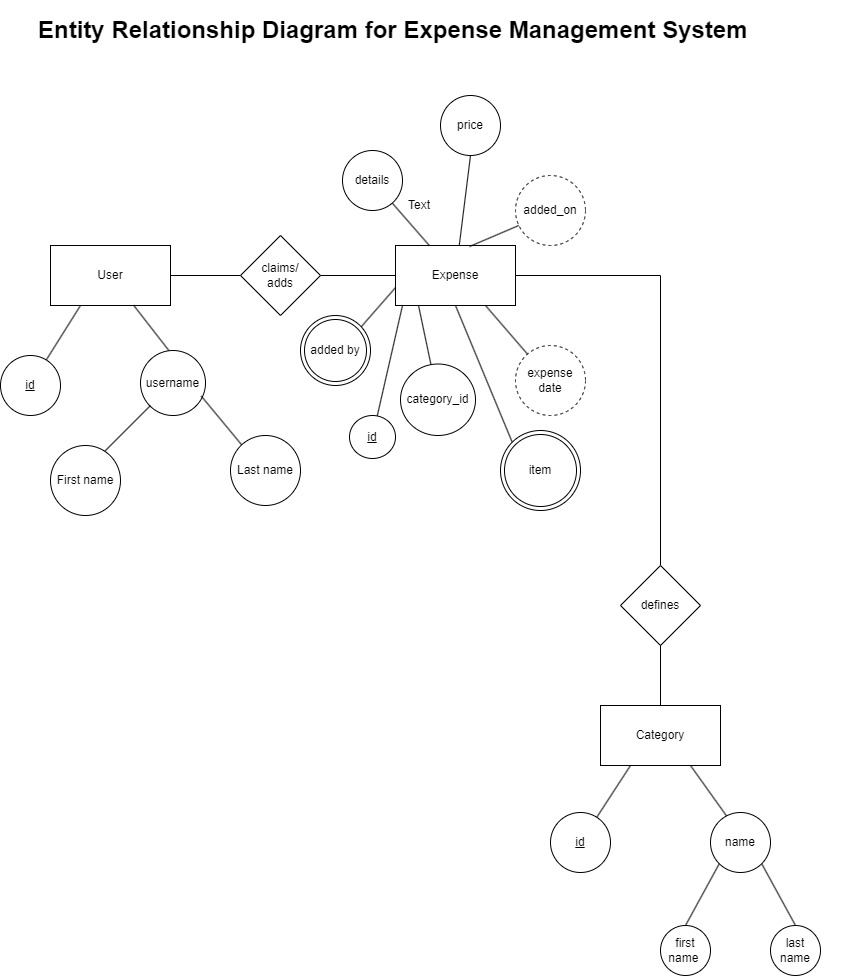 Entity Relationship Diagram for Expense Management System
price
details
Text
added_on
User
claims/
adds
Expense
added by
expense
date
id
username
category_id
id
First name
Last name
item
defines
Category
id
name
first
name
last
name